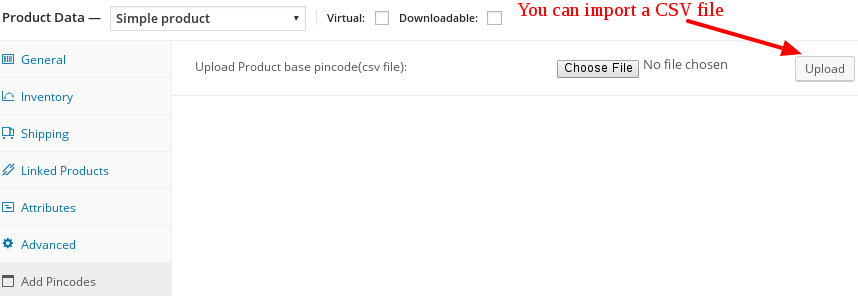 You can import a CSV file
Product Data — Simple product Virtual: Downloadable:
General
Upload Product base pincode(csv file): Choose File No file chosen Upload
Inventory
Shipping
Linked Products
Attributes
Advanced
Add Pincodes